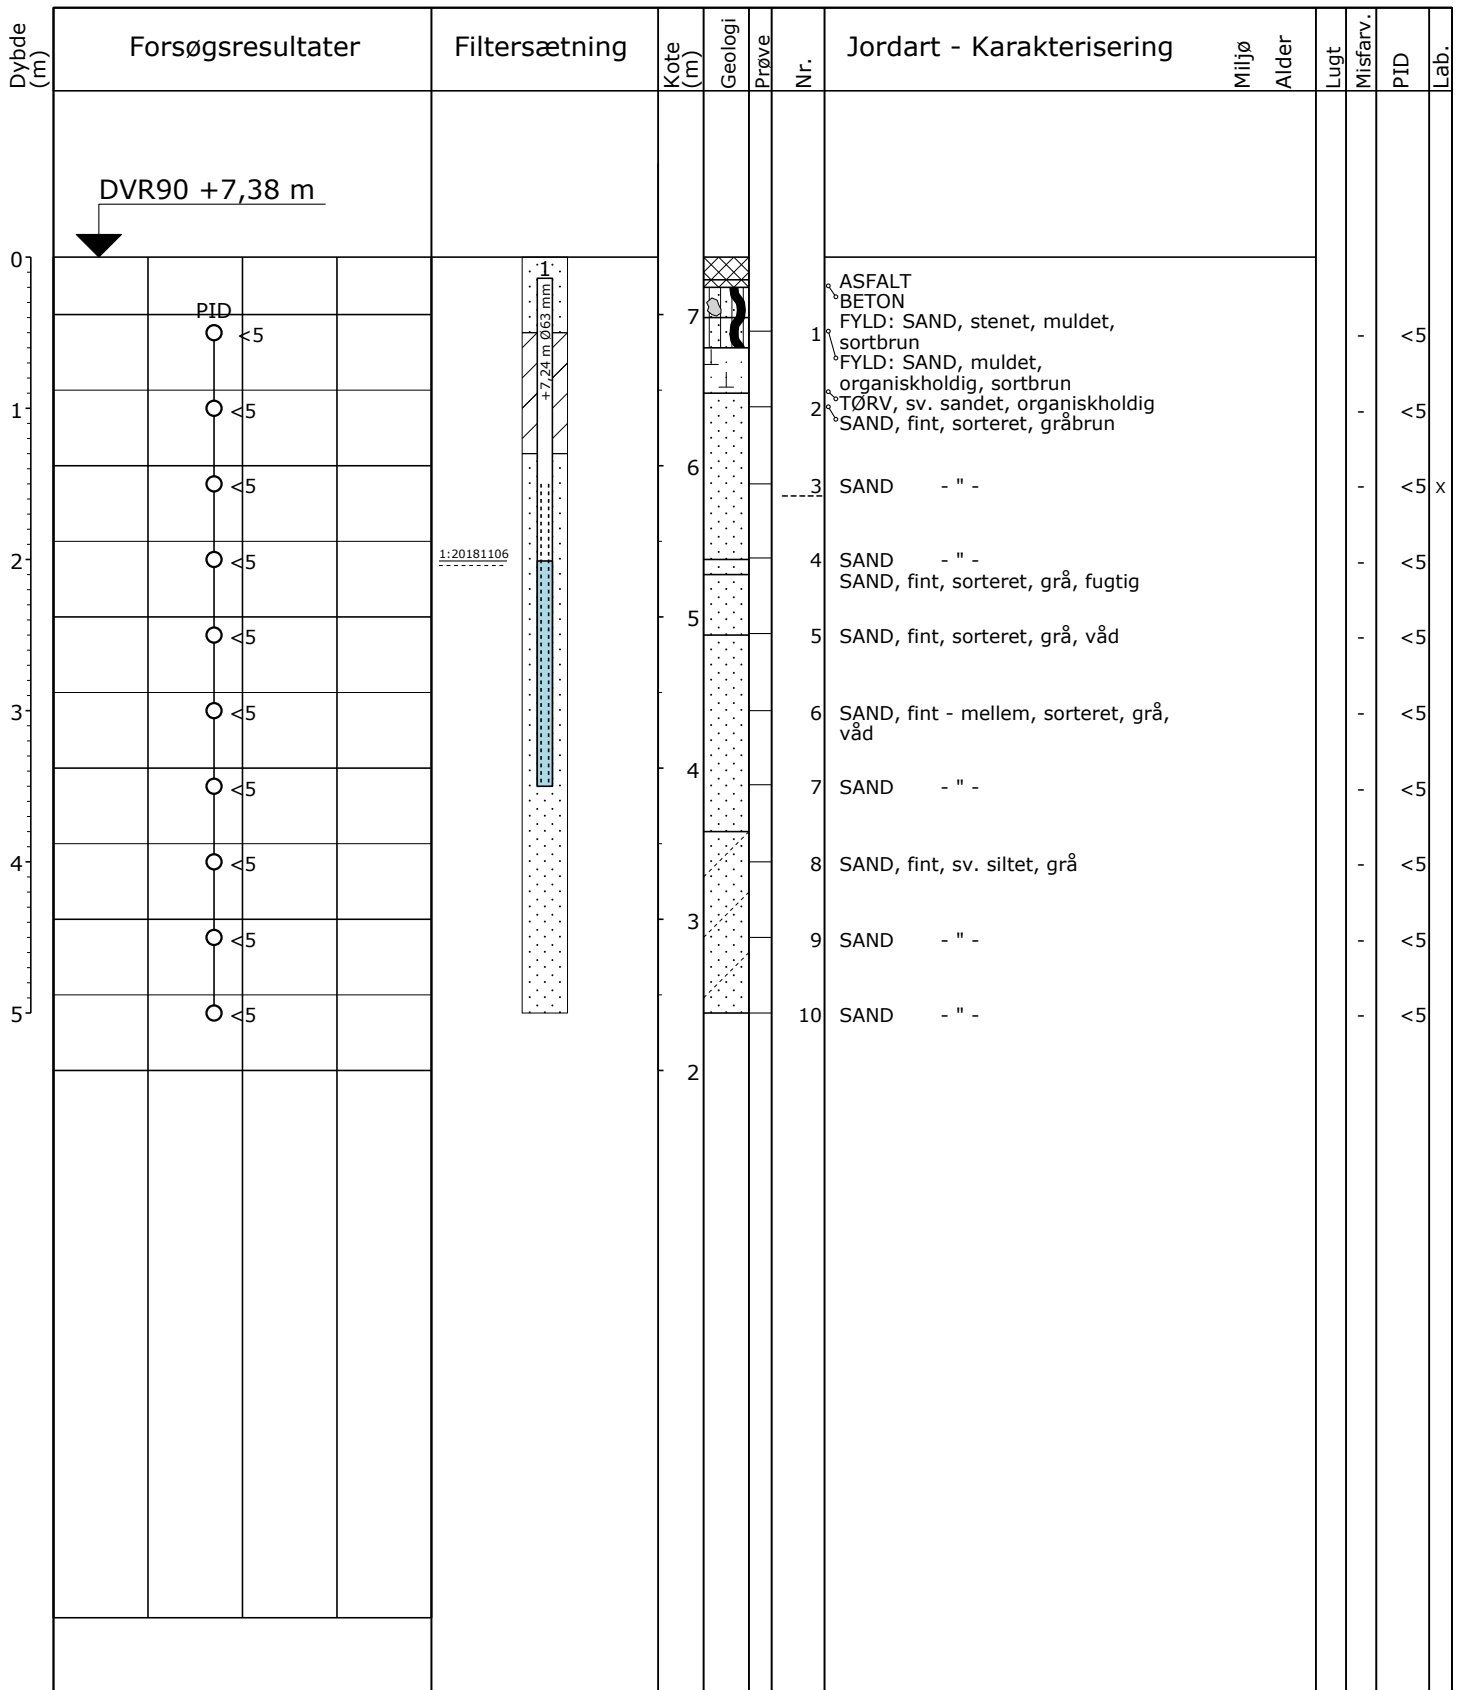 Dybde (m)
Forsøgsresultater
Filtersætning
Kote (m)
Geologi
Prøve
Nr.
Jordart - Karakterisering
Miljø
Alder
Lugt
Misfarv.
PID
Lab.
DVR90 +7,38 m
0
1
+7,24 m Ø63 mm
ASFALT
BETON
PID
7
FYLD: SAND, stenet, muldet,
<5
1
sortbrun
-
<5
FYLD: SAND, muldet,
organiskholdig, sortbrun
1
<5
2
TØRV, sv. sandet, organiskholdig
-
<5
SAND, fint, sorteret, gråbrun
6
<5
3
SAND - " -
-
<5
x
1:20181106
2
<5
4
SAND - " -
-
<5
SAND, fint, sorteret, grå, fugtig
5
<5
5
SAND, fint, sorteret, grå, våd
-
<5
3
<5
6
SAND, fint - mellem, sorteret, grå,
-
<5
våd
4
<5
7
SAND - " -
-
<5
4
<5
8
SAND, fint, sv. siltet, grå
-
<5
3
<5
9
SAND - " -
-
<5
5
<5
10
SAND - " -
-
<5
2